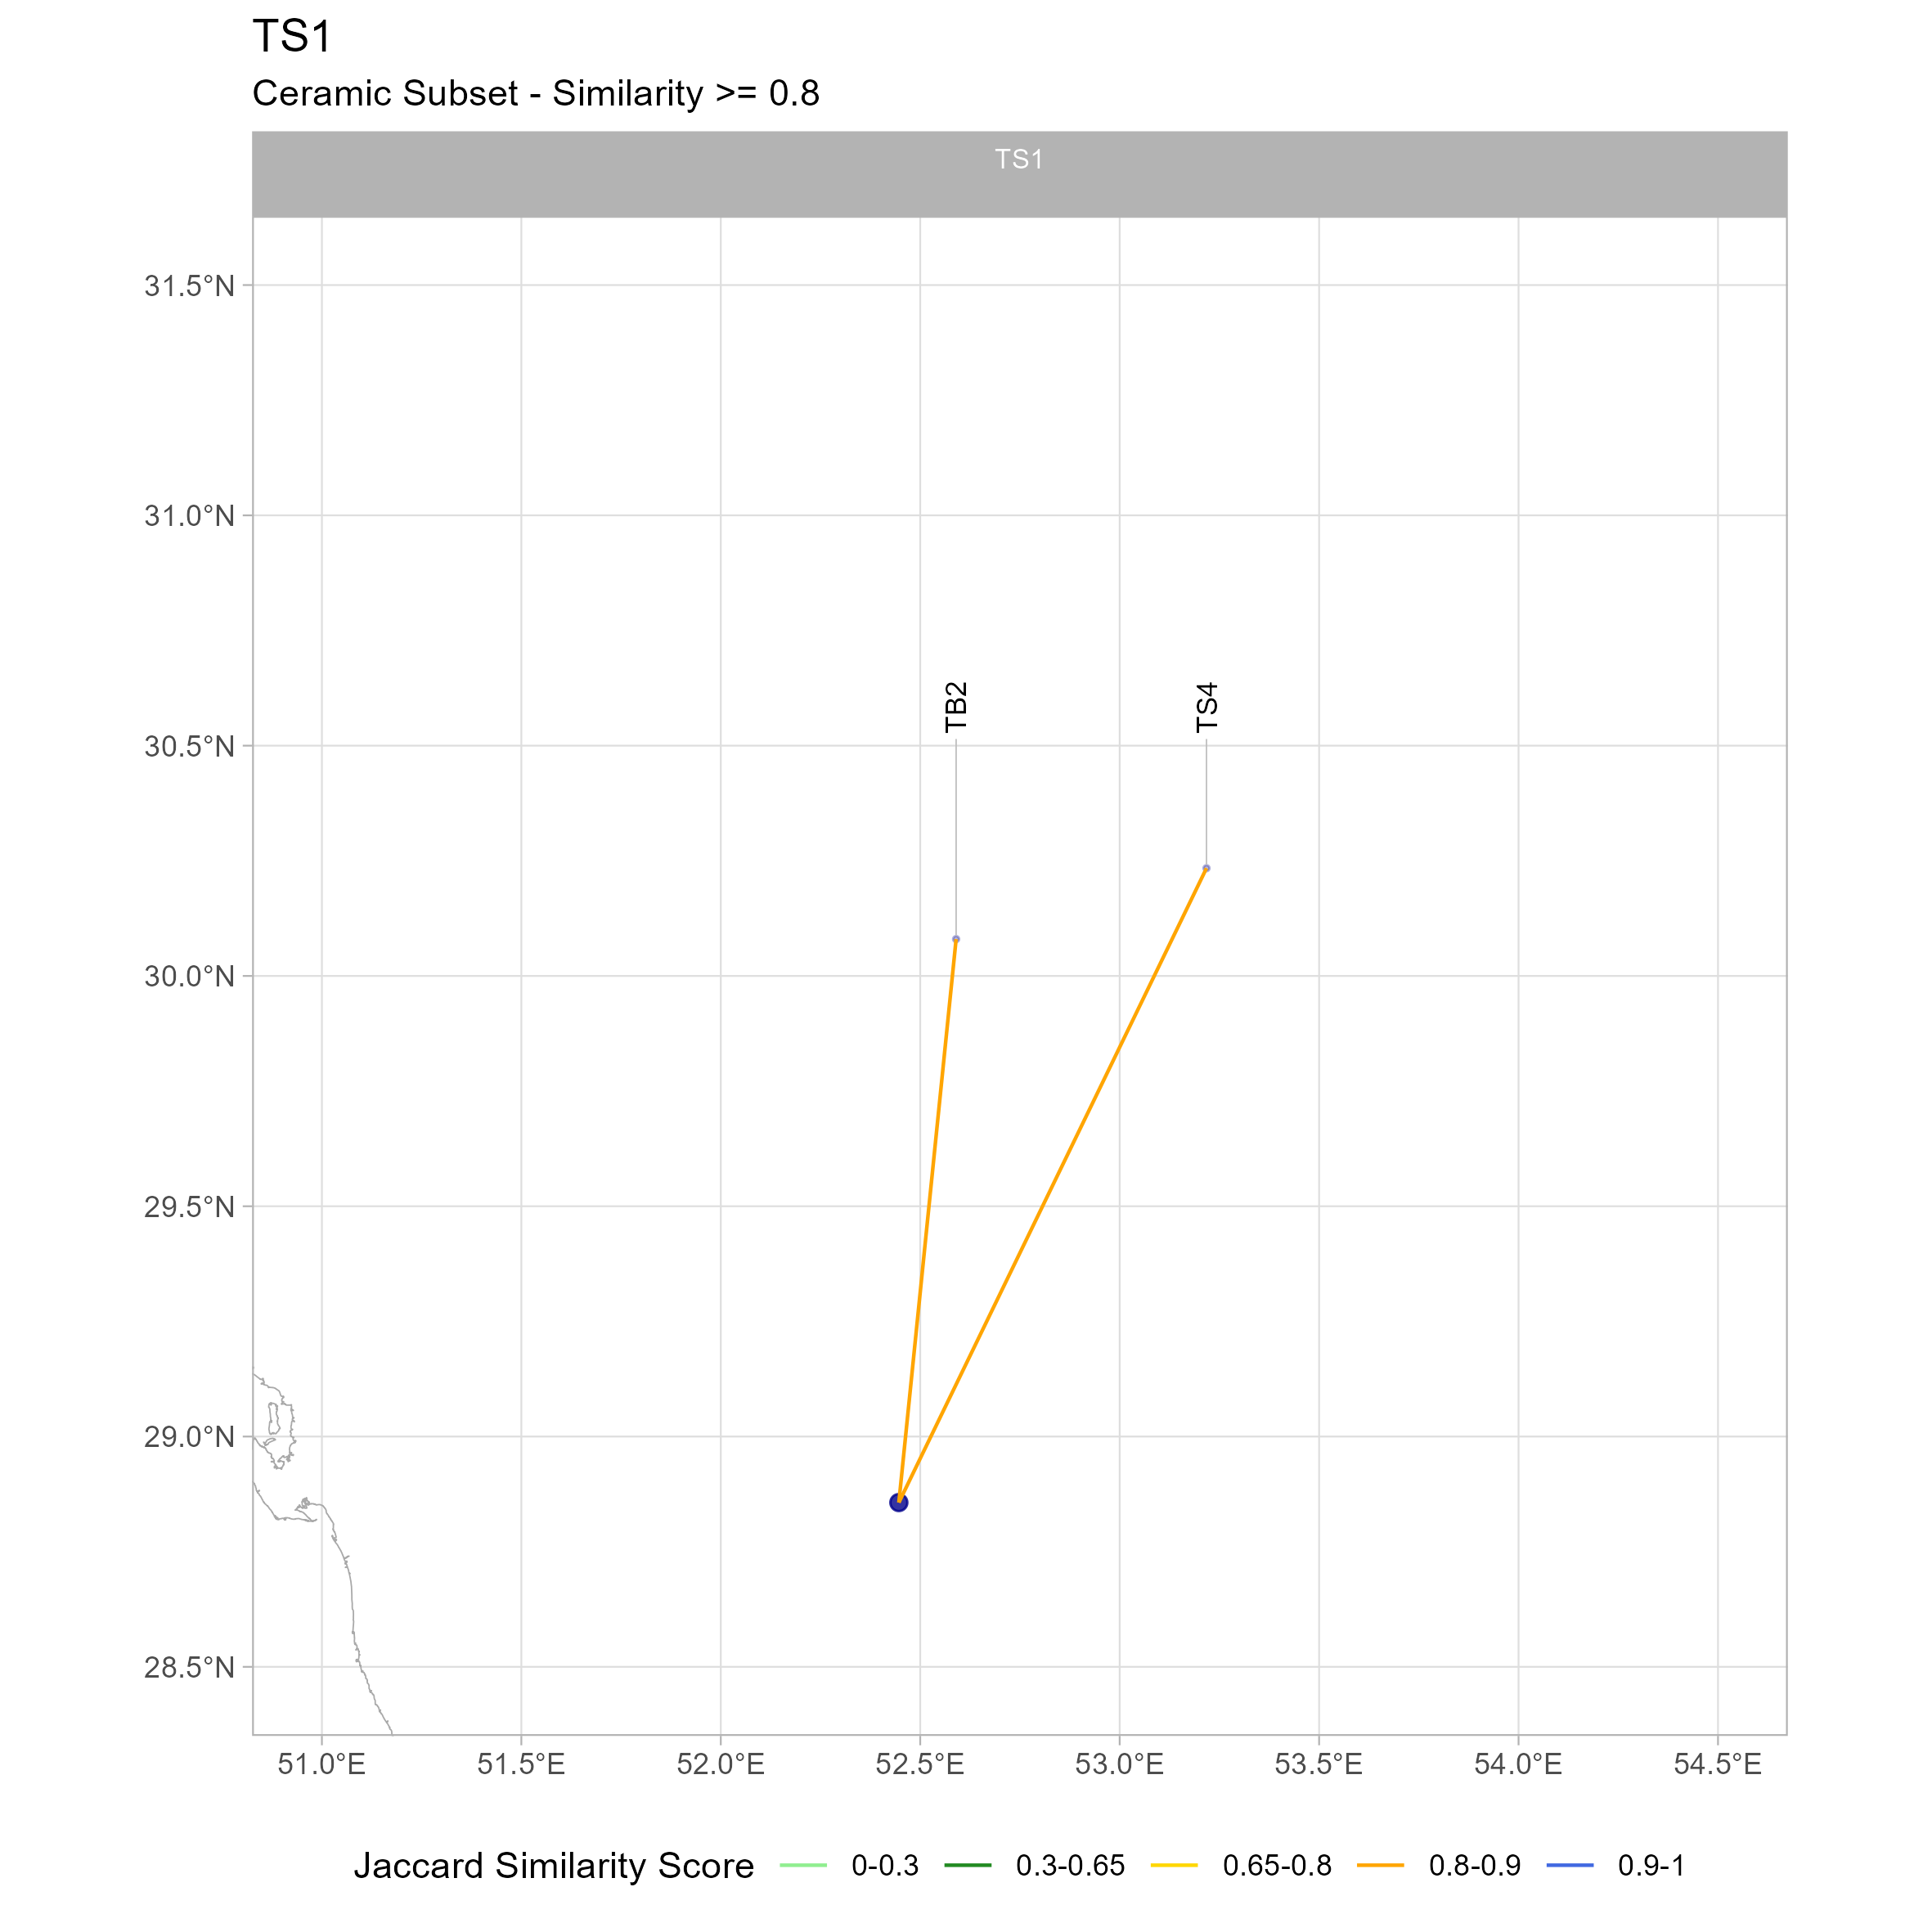 TS1
Ceramic Subset - Similarity >= 0.8
TS1
31.5°N
31.0°N
30.5°N
30.0°N
29.5°N
29.0°N
28.5°N
TB2
TS4
51.0°E 51.5°E 52.0°E 52.5°E 53.0°E 53.5°E 54.0°E 54.5°E
Jaccard Similarity Score 0-0.3 0.3-0.65 0.65-0.8 0.8-0.9 0.9-1